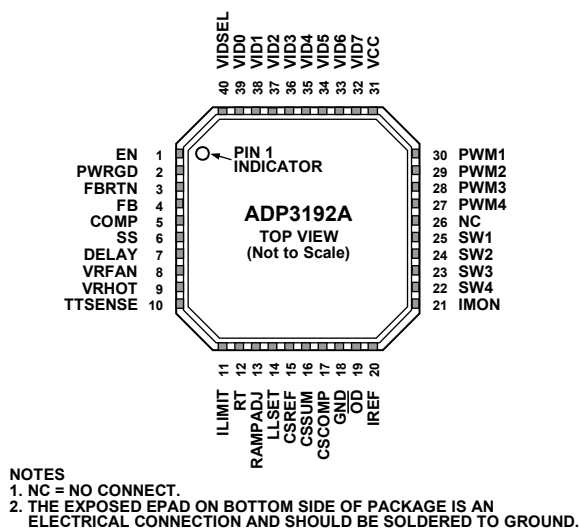 VIDSEL
VID0
VID1
VID2
VID3
VID4
VID5
VID6
VID7
VCC
40 39 38 37 36 35 34 33 32 31
EN 1
PWRGD 2
FBRTN 3
FB 4
COMP 5
SS 6
DELAY 7
VRFAN 8
VRHOT 9
TTSENSE 10
PIN 1
INDICATOR
ADP3192A
TOP VIEW
(Not to Scale)
30 PWM1
29 PWM2
28 PWM3
27 PWM4
26 NC
25 SW1
24 SW2
23 SW3
22 SW4
21 IMON
11 12 13 14 15 16 17 18 19 20
ILIMIT
RT
RAMPADJ
LLSET
CSREF
CSSUM
CSCOMP
GND
OD
IREF
NOTES
1. NC = NO CONNECT.
2. THE EXPOSED EPAD ON BOTTOM SIDE OF PACKAGE IS AN
ELECTRICAL CONNECTION AND SHOULD BE SOLDERED TO GROUND.